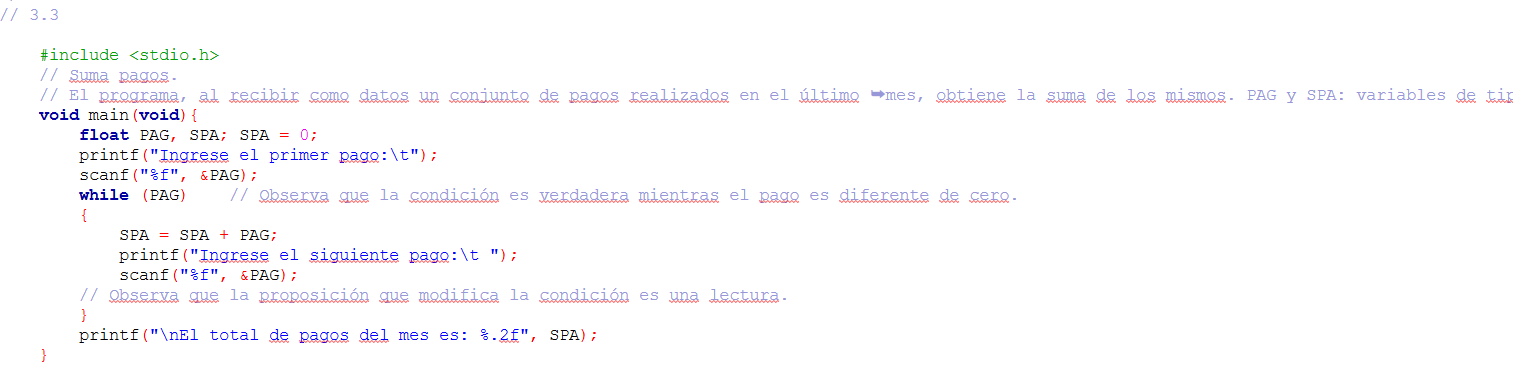 // 3.3
#include <stdio.h>
// Suma pagos.
// El programa, al recibir como datos un conjunto de pagos realizados en el último ➥mes, obtiene la suma de los mismos. PAG y SPA: variables de tip
void main(void){
float PAG, SPA; SPA = 0;
printf("Ingrese el primer pago:\t");
scanf("%f", &PAG);
while (PAG)    // Observa que la condición es verdadera mientras el pago es diferente de cero.
{
SPA = SPA + PAG;
printf("Ingrese el siguiente pago:\t ");
scanf("%f", &PAG);
// Observa que la proposición que modifica la condición es una lectura.
}
printf("\nEl total de pagos del mes es: %.2f", SPA);
}